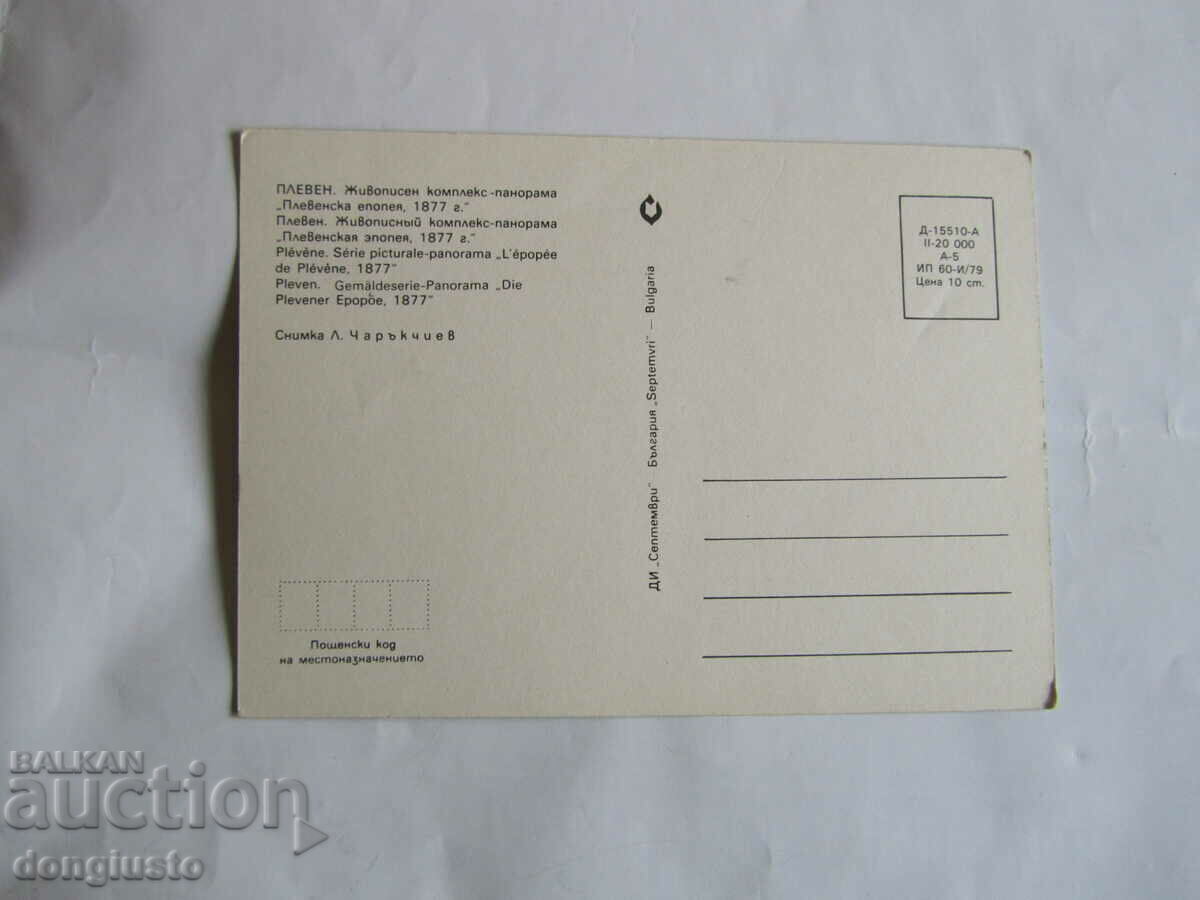 ПЛЕВЕН. Живописен комплекс-панорама
„Плевенска епопея, 1877 г."
Плевен. Живописный комплекс-панорама
„Плевенская эпопея, 1877 г."
Plévène. Série picturale-panorama „L'épopée
de Plévène, 1877"
Pleven. Gemäldeserie-Panorama „Die
Plevener Epopöe, 1877"
Снимка Л. Чаръкчиев
Пощенски код
на местоназначението
ДИ „Септември" България „Septemvri" — Bulgaria
Д-15510-А
II-20 000
А-5
ИП 60-И/79
Цена 10 ст.
BALKAN
auction
dongiusto